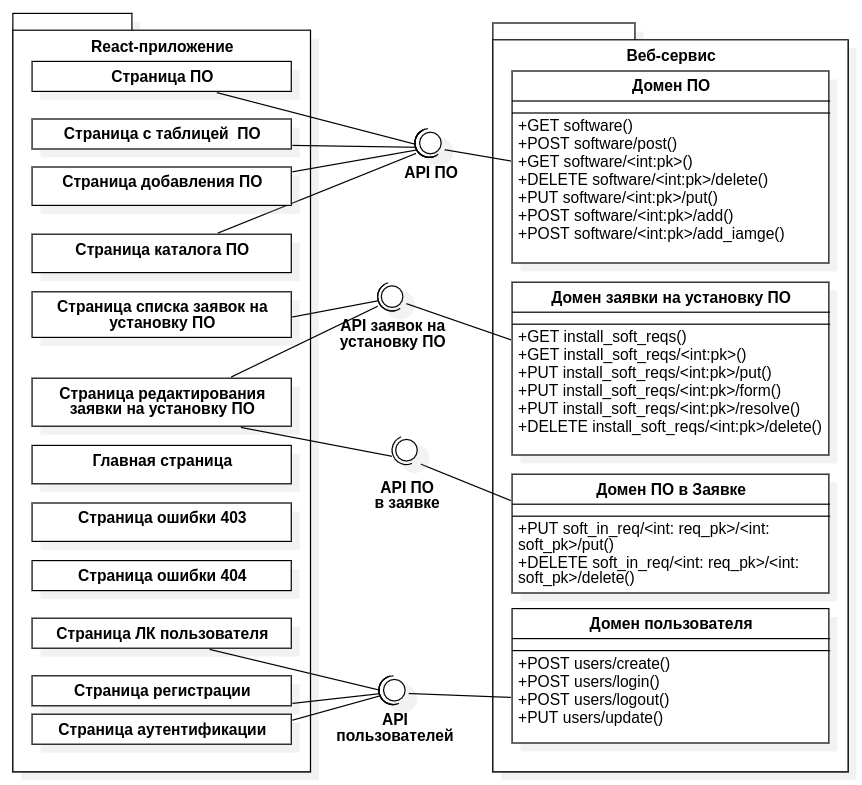 React-приложение
Страница ПО
Страница с таблицей  ПО
Страница добавления ПО
Страница каталога ПО
Страница списка заявок на
установку ПО
Страница редактирования
заявки на установку ПО
Главная страница
Страница ошибки 403
Страница ошибки 404
Страница ЛК пользователя
Страница регистрации
Страница аутентификации
API ПО
API заявок на
установку ПО
API ПО
в заявке
API
пользователей
Веб-сервис
Домен ПО
+GET software()
+POST software/post()
+GET software/<int:pk>()
+DELETE software/<int:pk>/delete()
+PUT software/<int:pk>/put()
+POST software/<int:pk>/add()
+POST software/<int:pk>/add_iamge()
Домен заявки на установку ПО
+GET install_soft_reqs()
+GET install_soft_reqs/<int:pk>()
+PUT install_soft_reqs/<int:pk>/put()
+PUT install_soft_reqs/<int:pk>/form()
+PUT install_soft_reqs/<int:pk>/resolve()
+DELETE install_soft_reqs/<int:pk>/delete()
Домен ПО в Заявке
+PUT soft_in_req/<int: req_pk>/<int:
soft_pk>/put()
+DELETE soft_in_req/<int: req_pk>/<int:
soft_pk>/delete()
Домен пользователя
+POST users/create()
+POST users/login()
+POST users/logout()
+PUT users/update()